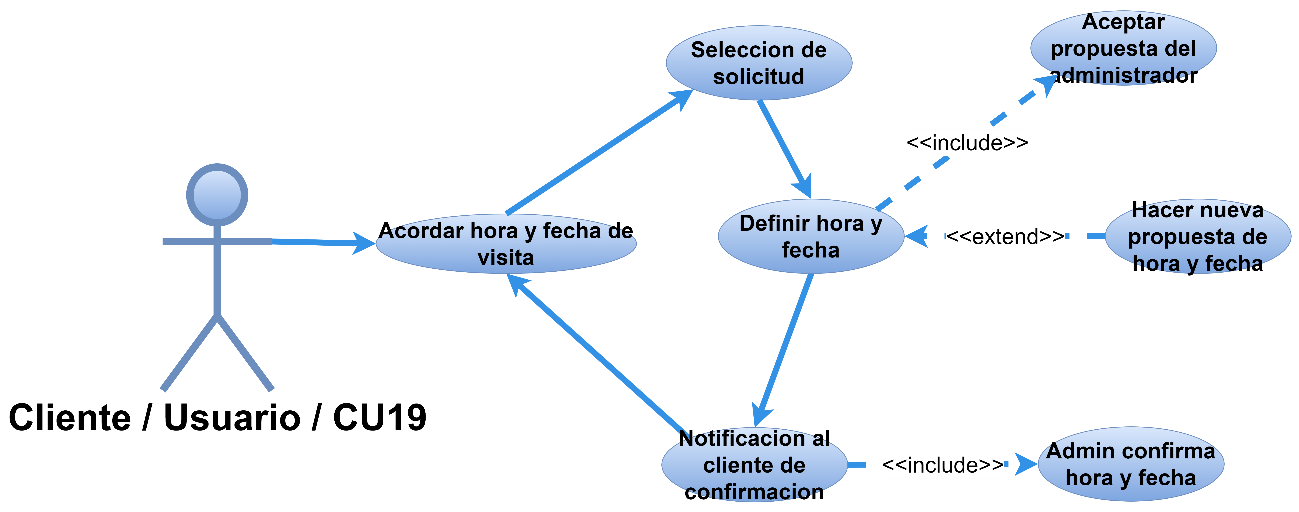 Seleccion de
solicitud
Aceptar
propuesta del
administrador
<<include>>
Acordar hora y fecha de
visita
Definir hora y
fecha
<<extend>>
Hacer nueva
propuesta de
hora y fecha
Cliente / Usuario / CU19
Notificacion al
cliente de
confirmacion
<<include>>
Admin confirma
hora y fecha